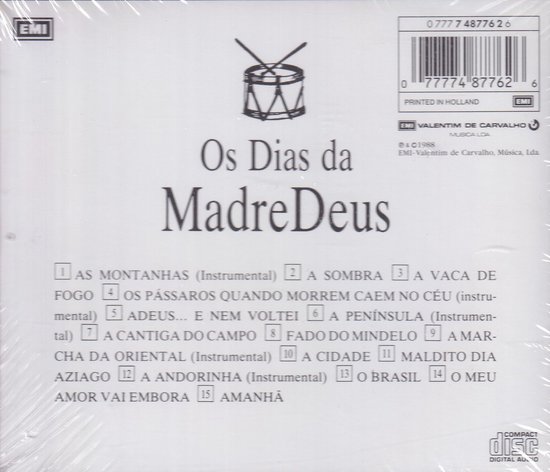 EMI
0 777 7 48776 2 6
0 77774 87762 6
PRINTED IN HOLLAND EMI
EMI VALENTIM DE CARVALHO
MUSICA LDA.
℗ & © 1988
EMI-Valentim de Carvalho, Música, Lda
Os Dias da
MadreDeus
1 AS MONTANHAS (Instrumental) 2 A SOMBRA 3 A VACA DE
FOGO 4 OS PÁSSAROS QUANDO MORREM CAEM NO CÉU (instru-
mental) 5 ADEUS... E NEM VOLTEI 6 A PENÍNSULA (Instrumen-
tal) 7 A CANTIGA DO CAMPO 8 FADO DO MINDELO 9 A MAR-
CHA DA ORIENTAL (Instrumental) 10 A CIDADE 11 MALDITO DIA
AZIAGO 12 A ANDORINHA (Instrumental) 13 O BRASIL 14 O MEU
AMOR VAI EMBORA 15 AMANHÃ
COMPACT
disc
DIGITAL AUDIO